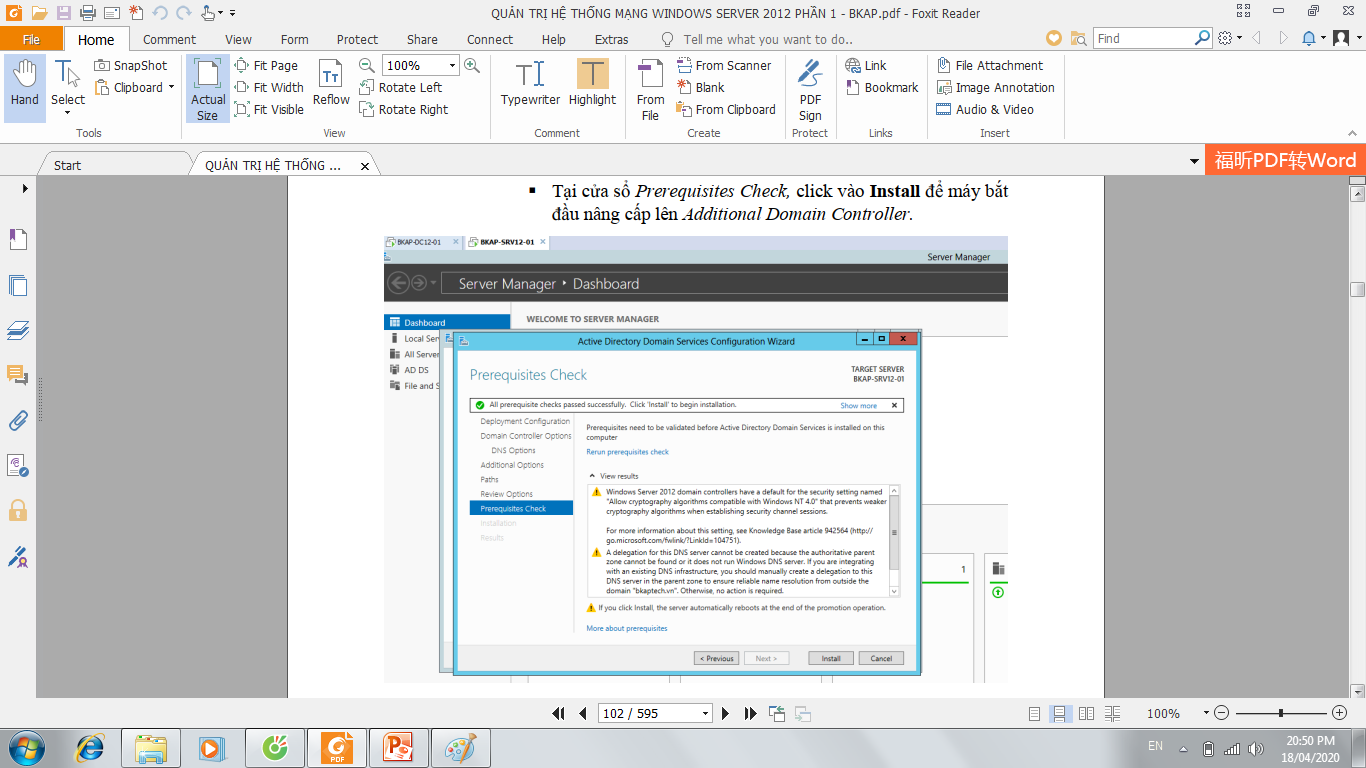 QUẢN TRỊ HỆ THỐNG MẠNG WINDOWS SERVER 2012 PHẦN 1 - BKAP.pdf - Foxit Reader
File Home Comment View Form Protect Share Connect Help Extras Tell me what you want to do.. Find
Hand
Select
SnapShot
Clipboard
Tools
Actual Size
Fit Page
Fit Width
Fit Visible
Reflow
100%
Rotate Left
Rotate Right
View
Typewriter
Highlight
Comment
From File
From Scanner
Blank
From Clipboard
Create
PDF Sign
Protect
Link
Bookmark
Links
File Attachment
Image Annotation
Audio & Video
Insert
Start
QUẢN TRỊ HỆ THỐNG ...
福昕PDF转Word
Tại cửa sổ Prerequisites Check, click vào Install để máy bắt
đầu nâng cấp lên Additional Domain Controller.
BKAP-DC12-01 BKAP-SRV12-01
Server Manager
Server Manager ‣ Dashboard
Dashboard
Local Ser
All Server
AD DS
File and S
WELCOME TO SERVER MANAGER
Active Directory Domain Services Configuration Wizard
Prerequisites Check
TARGET SERVER
BKAP-SRV12-01
All prerequisite checks passed successfully. Click 'Install' to begin installation. Show more
Deployment Configuration
Domain Controller Options
DNS Options
Additional Options
Paths
Review Options
Prerequisites Check
Installation
Results
Prerequisites need to be validated before Active Directory Domain Services is installed on this
computer
Rerun prerequisites check
View results
Windows Server 2012 domain controllers have a default for the security setting named
"Allow cryptography algorithms compatible with Windows NT 4.0" that prevents weaker
cryptography algorithms when establishing security channel sessions.
For more information about this setting, see Knowledge Base article 942564 (http://
go.microsoft.com/fwlink/?LinkId=104751).
A delegation for this DNS server cannot be created because the authoritative parent
zone cannot be found or it does not run Windows DNS server. If you are integrating
with an existing DNS infrastructure, you should manually create a delegation to this
DNS server in the parent zone to ensure reliable name resolution from outside the
domain "bkaptech.vn". Otherwise, no action is required.
If you click Install, the server automatically reboots at the end of the promotion operation.
More about prerequisites
< Previous Next > Install Cancel
1
102 / 595
100%
PDF
EN
20:50 PM
18/04/2020